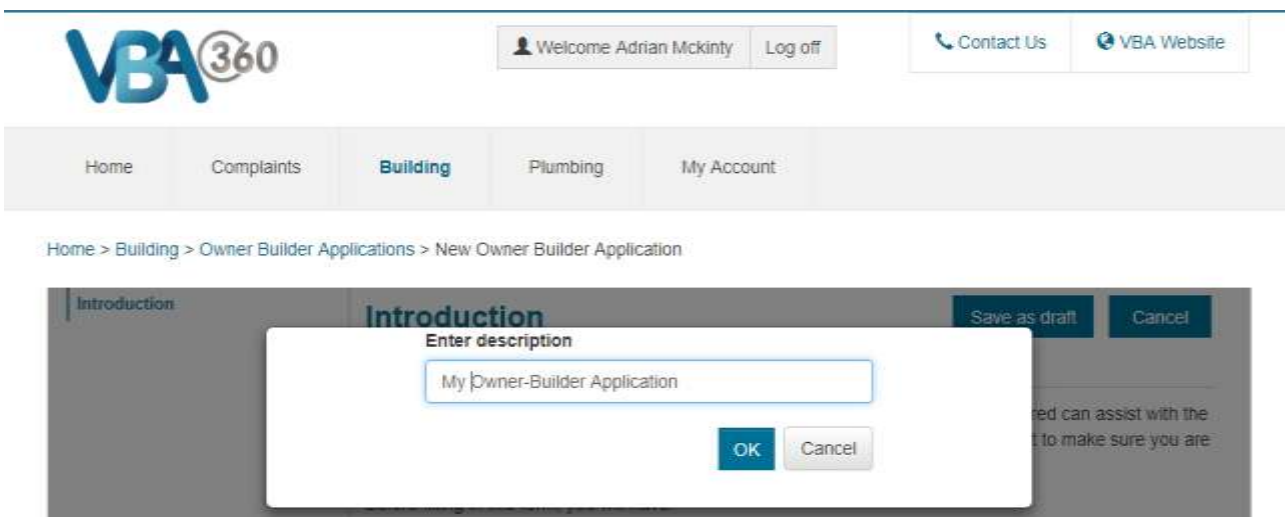 VBA 360
Welcome Adrian Mckinty Log off
Contact Us VBA Website
Home Complaints Building Plumbing My Account
Home > Building > Owner Builder Applications > New Owner Builder Application
Introduction
Introduction
Save as draft Cancel
Enter description
My Owner-Builder Application
red can assist with the
to make sure you are
OK Cancel